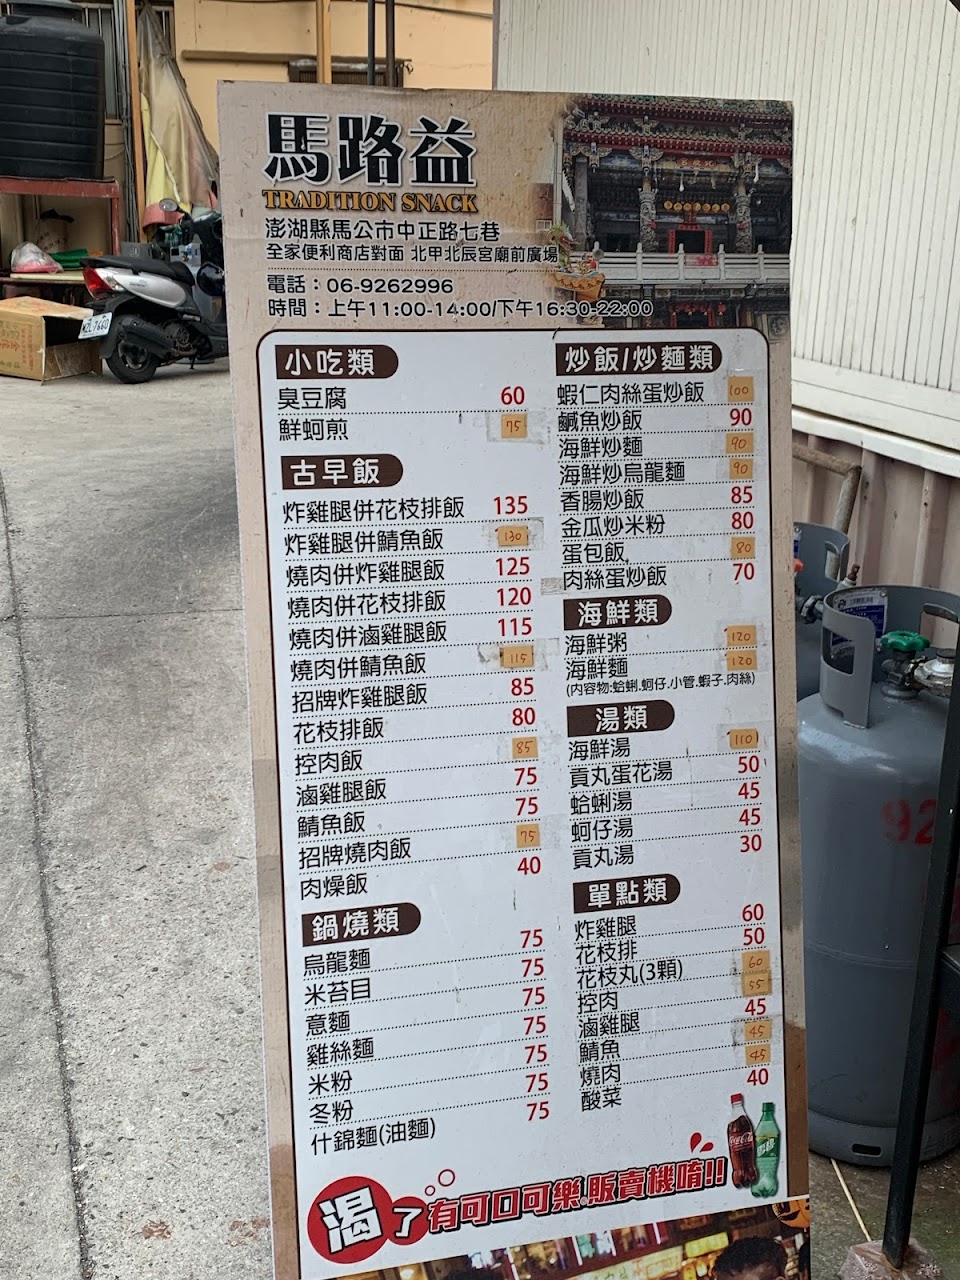 馬路益
TRADITION SNACK
澎湖縣馬公市中正路七巷
全家便利商店對面 北甲北辰宮廟前廣場
電話：06-9262996
時間：上午11:00-14:00/下午16:30-22:00
小吃類
臭豆腐 60
鮮蚵煎 75
古早飯
炸雞腿併花枝排飯 135
炸雞腿併鯖魚飯 130
燒肉併炸雞腿飯 125
燒肉併花枝排飯 120
燒肉併滷雞腿飯 115
燒肉併鯖魚飯 115
招牌炸雞腿飯 85
花枝排飯 80
控肉飯 85
滷雞腿飯 75
鯖魚飯 75
招牌燒肉飯 75
肉燥飯 40
鍋燒類
烏龍麵 75
米苔目 75
意麵 75
雞絲麵 75
米粉 75
冬粉 75
什錦麵(油麵) 75
炒飯/炒麵類
蝦仁肉絲蛋炒飯 100
鹹魚炒飯 90
海鮮炒麵 90
海鮮炒烏龍麵 90
香腸炒飯 85
金瓜炒米粉 80
蛋包飯 80
肉絲蛋炒飯 70
海鮮類
海鮮粥 120
海鮮麵 120
(內容物:蛤蜊.蚵仔.小管.蝦子.肉絲)
湯類
海鮮湯 110
貢丸蛋花湯 50
蛤蜊湯 45
蚵仔湯 45
貢丸湯 30
單點類
炸雞腿 60
花枝排 50
花枝丸(3顆) 60
控肉 55
滷雞腿 45
鯖魚 45
燒肉 45
酸菜 40
渴了有可口可樂.販賣機唷!!
92